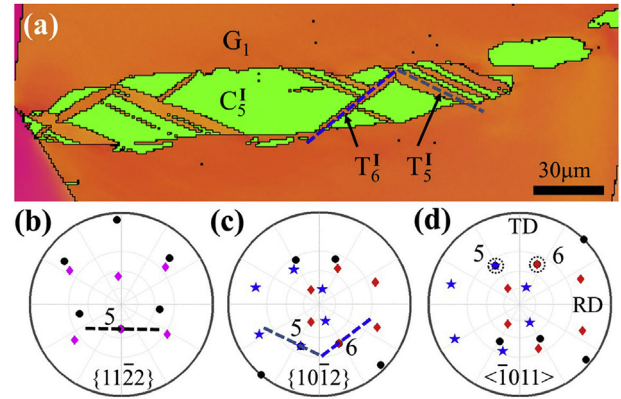 (a)
G₁
C₅ᴵ
T₆ᴵ
T₅ᴵ
30μm
(b)
(c)
(d)
TD
5
6
RD
5
5
6
{112̄2}
{101̄2}
<1̄011>